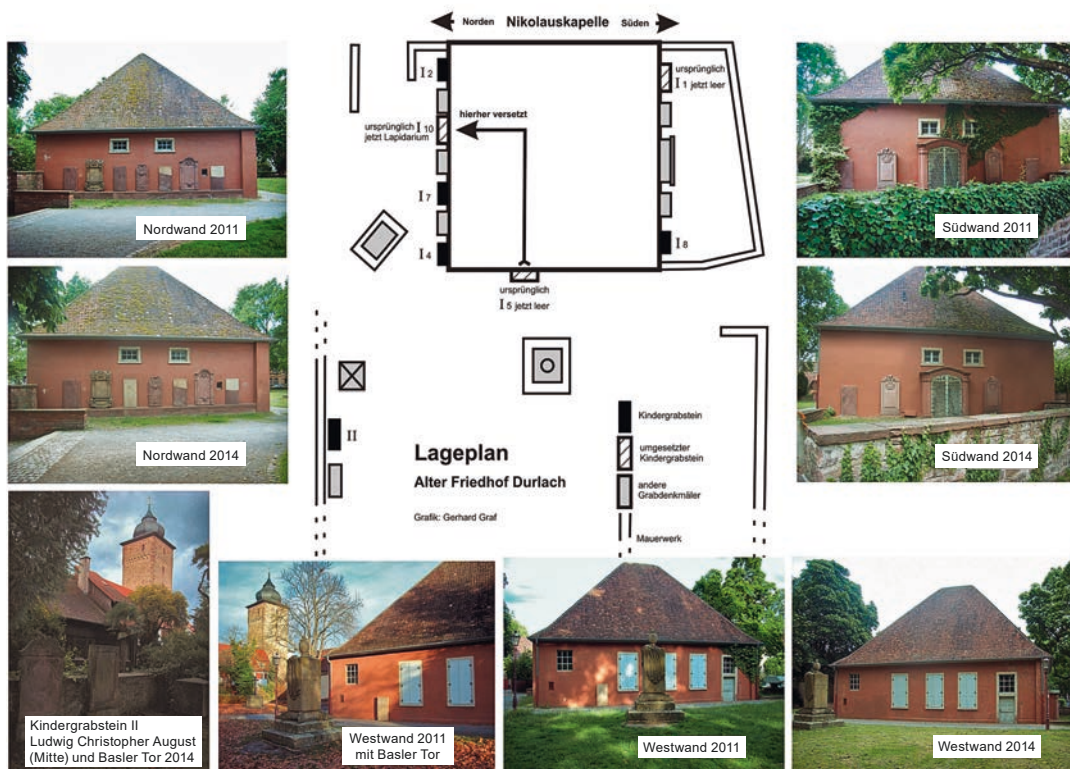 Norden Nikolauskapelle Süden
I 2
ursprünglich
I 1 jetzt leer
ursprünglich I 10
jetzt Lapidarium
hierher versetzt
I 7
I 4
I 8
ursprünglich
I 5 jetzt leer
Nordwand 2011
Südwand 2011
Nordwand 2014
Südwand 2014
II
Lageplan
Alter Friedhof Durlach
Grafik: Gerhard Graf
Kindergrabstein
umgesetzter
Kindergrabstein
andere
Grabdenkmäler
Mauerwerk
Kindergrabstein II
Ludwig Christopher August
(Mitte) und Basler Tor 2014
Westwand 2011
mit Basler Tor
Westwand 2011
Westwand 2014